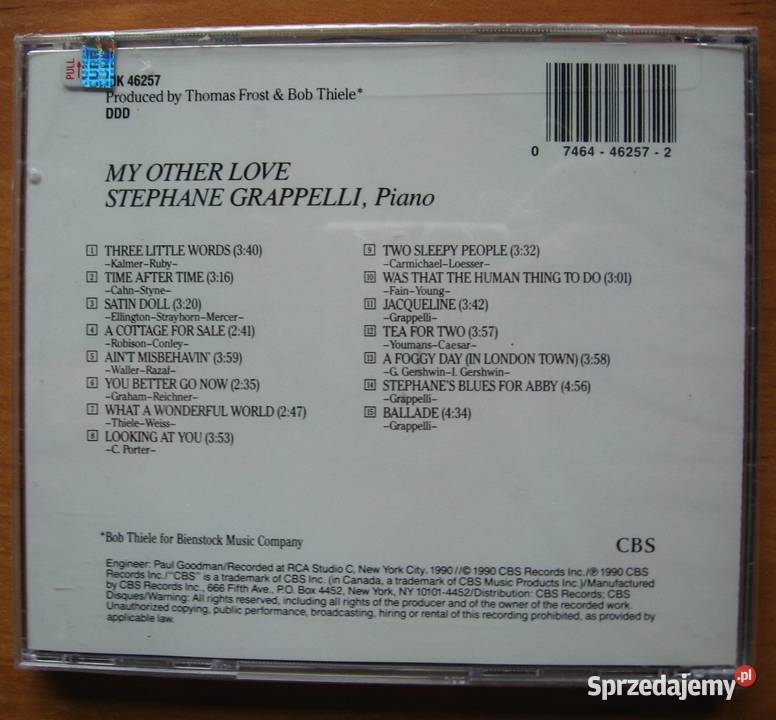 PULL
MK 46257
Produced by Thomas Frost & Bob Thiele*
DDD
0 7464-46257-2
MY OTHER LOVE
STEPHANE GRAPPELLI, Piano
1 THREE LITTLE WORDS (3:40)
–Kalmer–Ruby–
2 TIME AFTER TIME (3:16)
–Cahn–Styne–
3 SATIN DOLL (3:20)
–Ellington–Strayhorn–Mercer–
4 A COTTAGE FOR SALE (2:41)
–Robison–Conley–
5 AIN'T MISBEHAVIN' (3:59)
–Waller–Razaf–
6 YOU BETTER GO NOW (2:35)
–Graham–Reichner–
7 WHAT A WONDERFUL WORLD (2:47)
–Thiele–Weiss–
8 LOOKING AT YOU (3:53)
–C. Porter–
9 TWO SLEEPY PEOPLE (3:32)
–Carmichael–Loesser–
10 WAS THAT THE HUMAN THING TO DO (3:01)
–Fain–Young–
11 JACQUELINE (3:42)
–Grappelli–
12 TEA FOR TWO (3:57)
–Youmans–Caesar–
13 A FOGGY DAY (IN LONDON TOWN) (3:58)
–G. Gershwin–I. Gershwin–
14 STEPHANE'S BLUES FOR ABBY (4:56)
–Grappelli–
15 BALLADE (4:34)
–Grappelli–
*Bob Thiele for Bienstock Music Company
CBS
Engineer: Paul Goodman/Recorded at RCA Studio C, New York City, 1990//© 1990 CBS Records Inc./℗ 1990 CBS
Records Inc./"CBS" is a trademark of CBS Inc. (in Canada, a trademark of CBS Music Products Inc.)/Manufactured
by CBS Records Inc., 666 Fifth Ave., P.O. Box 4452, New York, NY 10101-4452/Distribution: CBS Records; CBS
Disques/Warning: All rights reserved, including all rights of the producer and of the owner of the recorded work.
Unauthorized copying, public performance, broadcasting, hiring or rental of this recording prohibited, as provided by
applicable law.
Sprzedajemy.pl